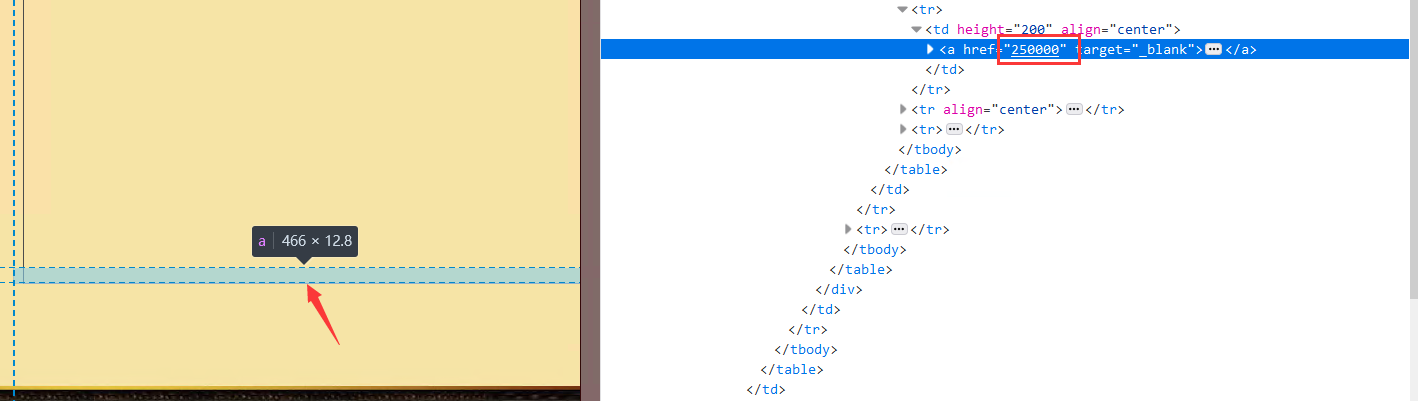 <tr>
<td height="200" align="center">
<a href="250000" target="_blank">…</a>
</td>
</tr>
<tr align="center">…</tr>
<tr>…</tr>
</tbody>
</table>
</td>
</tr>
a 466 × 12.8
<tr>…</tr>
</tbody>
</table>
</div>
</td>
</tr>
</tbody>
</table>
</td>